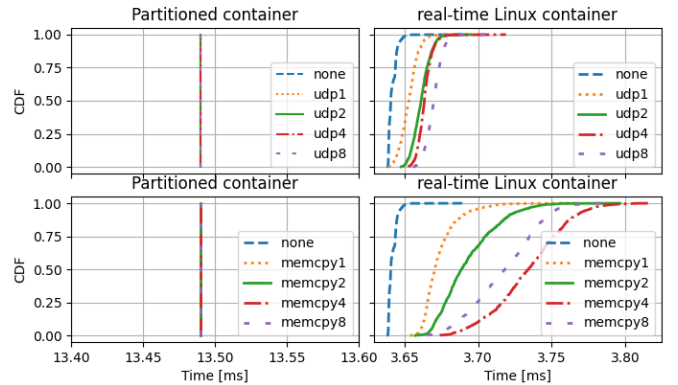 Partitioned container
real-time Linux container
CDF
1.00
0.75
0.50
0.25
0.00
none
udp1
udp2
udp4
udp8
none
udp1
udp2
udp4
udp8
Partitioned container
real-time Linux container
CDF
1.00
0.75
0.50
0.25
0.00
none
memcpy1
memcpy2
memcpy4
memcpy8
none
memcpy1
memcpy2
memcpy4
memcpy8
13.40 13.45 13.50 13.55 13.60
3.65 3.70 3.75 3.80
Time [ms]
Time [ms]